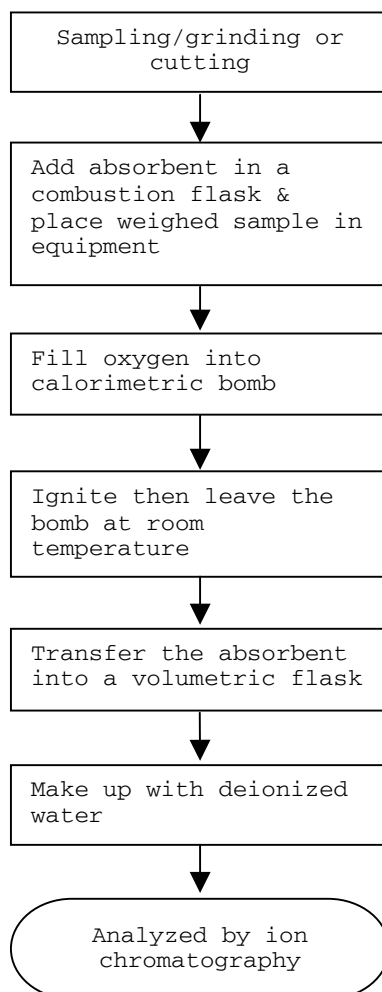 Sampling/grinding or
cutting
Add absorbent in a
combustion flask &
place weighed sample in
equipment
Fill oxygen into
calorimetric bomb
Ignite then leave the
bomb at room
temperature
Transfer the absorbent
into a volumetric flask
Make up with deionized
water
Analyzed by ion
chromatography